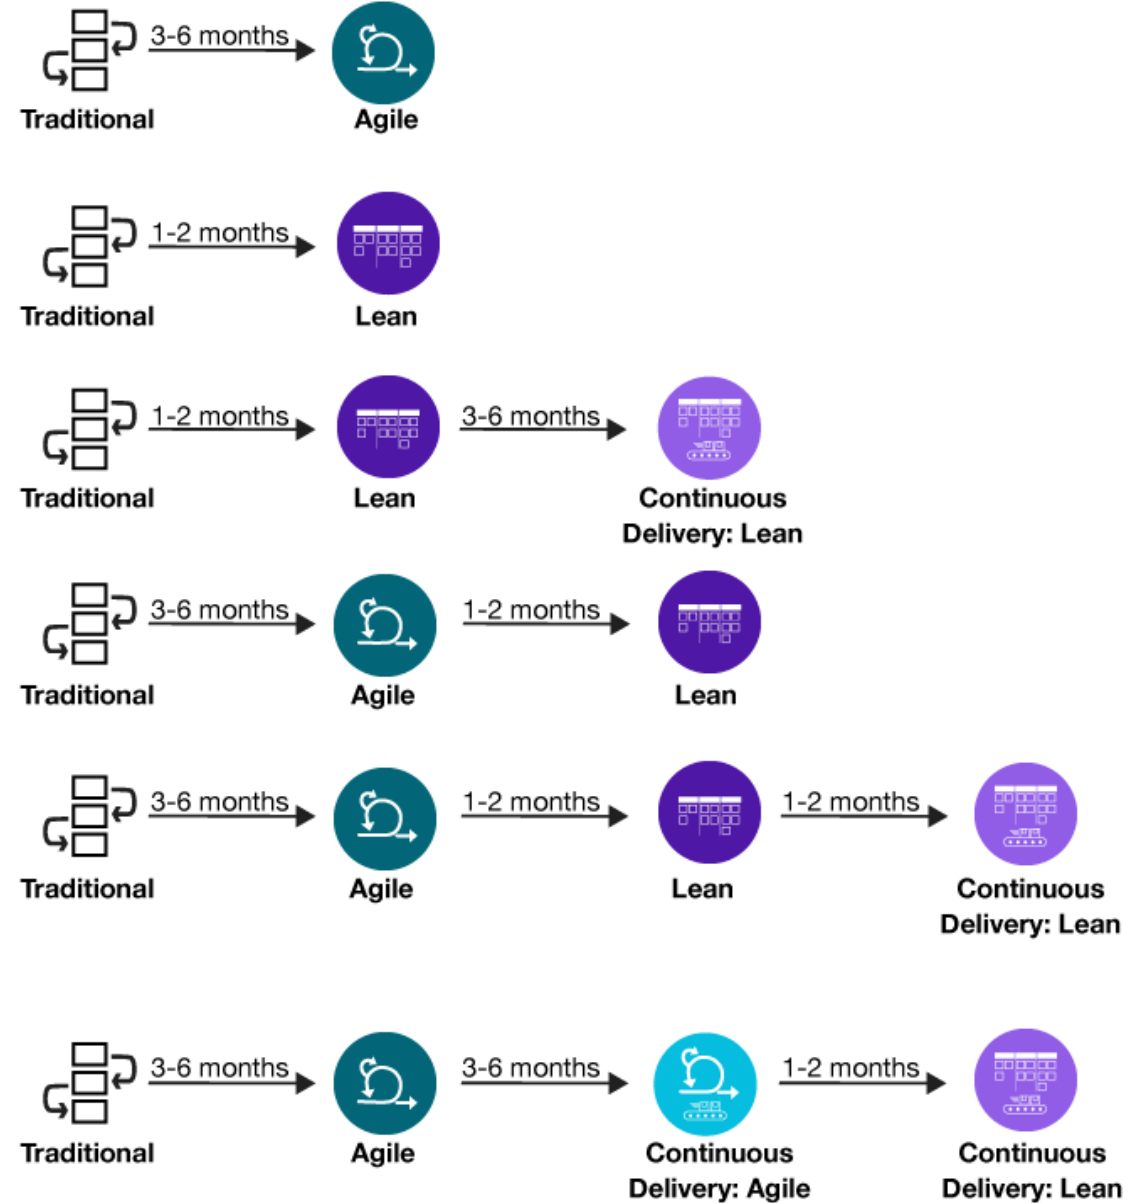 3-6 months
Traditional
Agile
1-2 months
Traditional
Lean
1-2 months
3-6 months
Traditional
Lean
Continuous
Delivery: Lean
3-6 months
1-2 months
Traditional
Agile
Lean
3-6 months
1-2 months
1-2 months
Traditional
Agile
Lean
Continuous
Delivery: Lean
3-6 months
3-6 months
1-2 months
Traditional
Agile
Continuous
Delivery: Agile
Continuous
Delivery: Lean